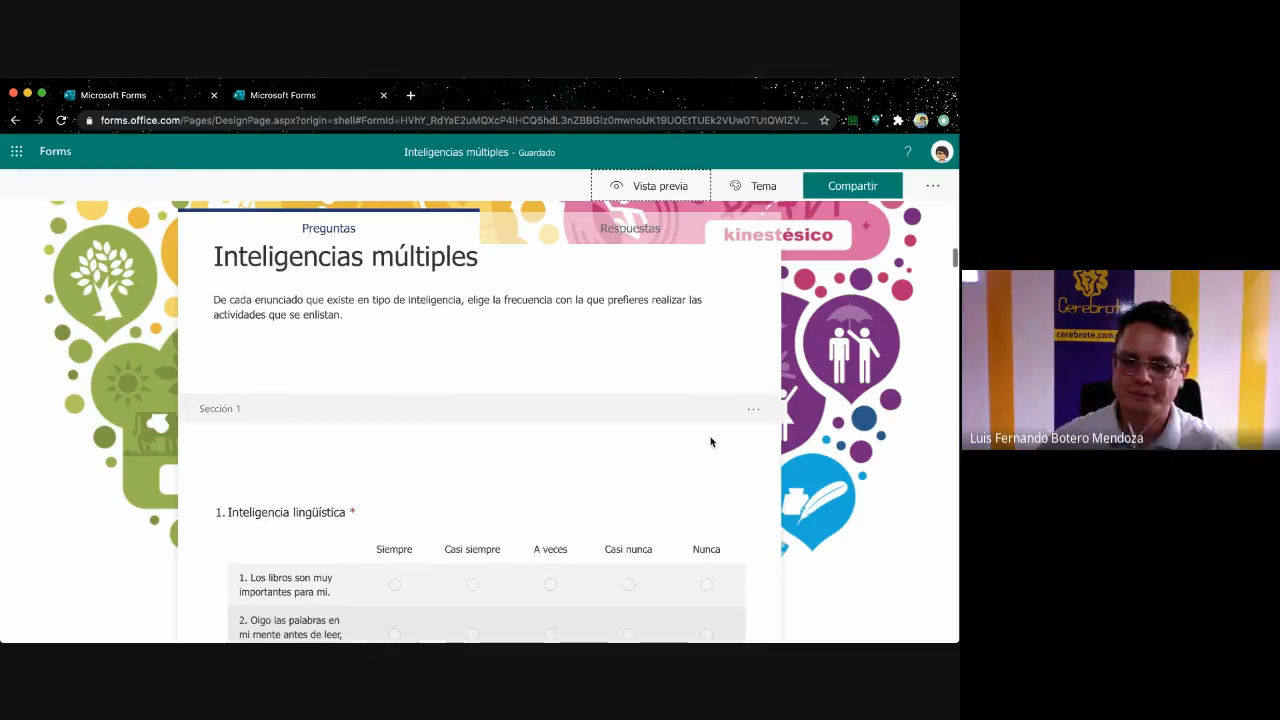 Microsoft Forms
Microsoft Forms
forms.office.com/Pages/DesignPage.aspx?origin=shell#FormId=
Forms
Inteligencias múltiples - Guardado
?
Vista previa
Tema
Compartir
Preguntas
Respuestas
kinestésico
Inteligencias múltiples
De cada enunciado que existe en tipo de inteligencia, elige la frecuencia con la que prefieres realizar las
actividades que se enlistan.
Sección 1
1. Inteligencia lingüística *
Siempre Casi siempre A veces Casi nunca Nunca
1. Los libros son muy
importantes para mi.
2. Oigo las palabras en
mi mente antes de leer,
Cerebrote
cerebrote.com
Luis Fernando Botero Mendoza